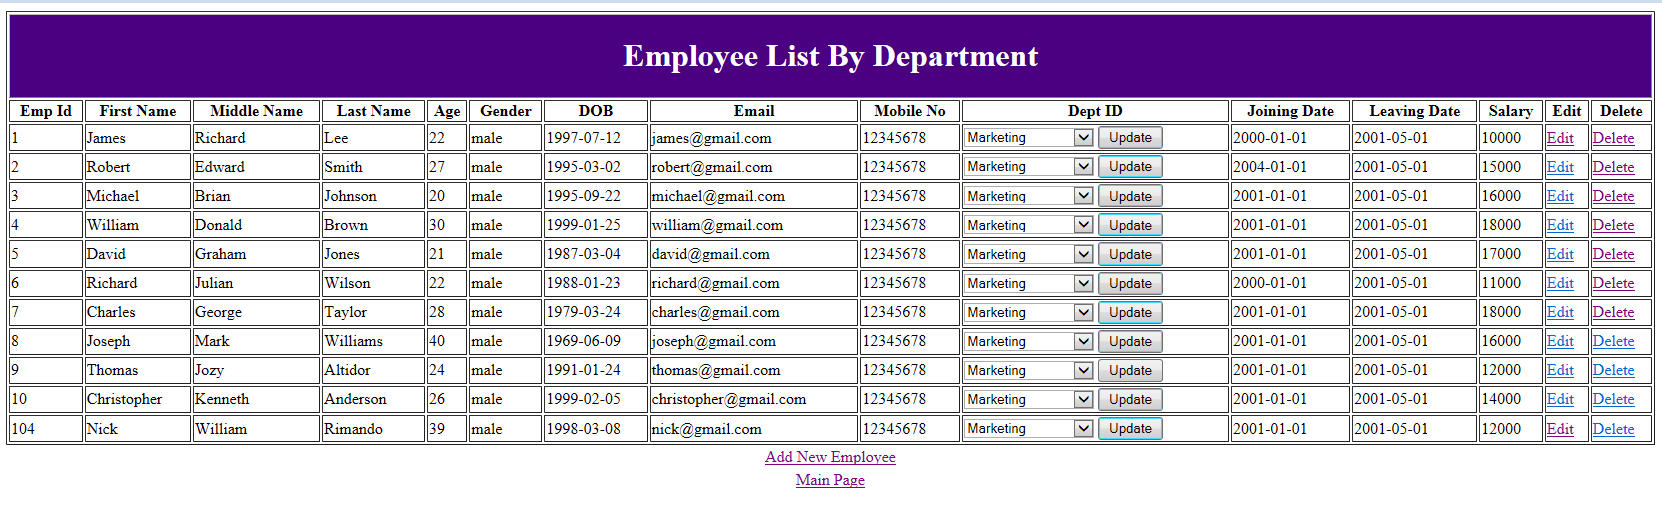 Employee List By Department
Emp Id First Name Middle Name Last Name Age Gender DOB Email Mobile No Dept ID Joining Date Leaving Date Salary Edit Delete
1 James Richard Lee 22 male 1997-07-12 james@gmail.com 12345678 Marketing Update 2000-01-01 2001-05-01 10000 Edit Delete
2 Robert Edward Smith 27 male 1995-03-02 robert@gmail.com 12345678 Marketing Update 2004-01-01 2001-05-01 15000 Edit Delete
3 Michael Brian Johnson 20 male 1995-09-22 michael@gmail.com 12345678 Marketing Update 2001-01-01 2001-05-01 16000 Edit Delete
4 William Donald Brown 30 male 1999-01-25 william@gmail.com 12345678 Marketing Update 2001-01-01 2001-05-01 18000 Edit Delete
5 David Graham Jones 21 male 1987-03-04 david@gmail.com 12345678 Marketing Update 2001-01-01 2001-05-01 17000 Edit Delete
6 Richard Julian Wilson 22 male 1988-01-23 richard@gmail.com 12345678 Marketing Update 2000-01-01 2001-05-01 11000 Edit Delete
7 Charles George Taylor 28 male 1979-03-24 charles@gmail.com 12345678 Marketing Update 2001-01-01 2001-05-01 18000 Edit Delete
8 Joseph Mark Williams 40 male 1969-06-09 joseph@gmail.com 12345678 Marketing Update 2001-01-01 2001-05-01 16000 Edit Delete
9 Thomas Jozy Altidor 24 male 1991-01-24 thomas@gmail.com 12345678 Marketing Update 2001-01-01 2001-05-01 12000 Edit Delete
10 Christopher Kenneth Anderson 26 male 1999-02-05 christopher@gmail.com 12345678 Marketing Update 2001-01-01 2001-05-01 14000 Edit Delete
104 Nick William Rimando 39 male 1998-03-08 nick@gmail.com 12345678 Marketing Update 2001-01-01 2001-05-01 12000 Edit Delete
Add New Employee
Main Page